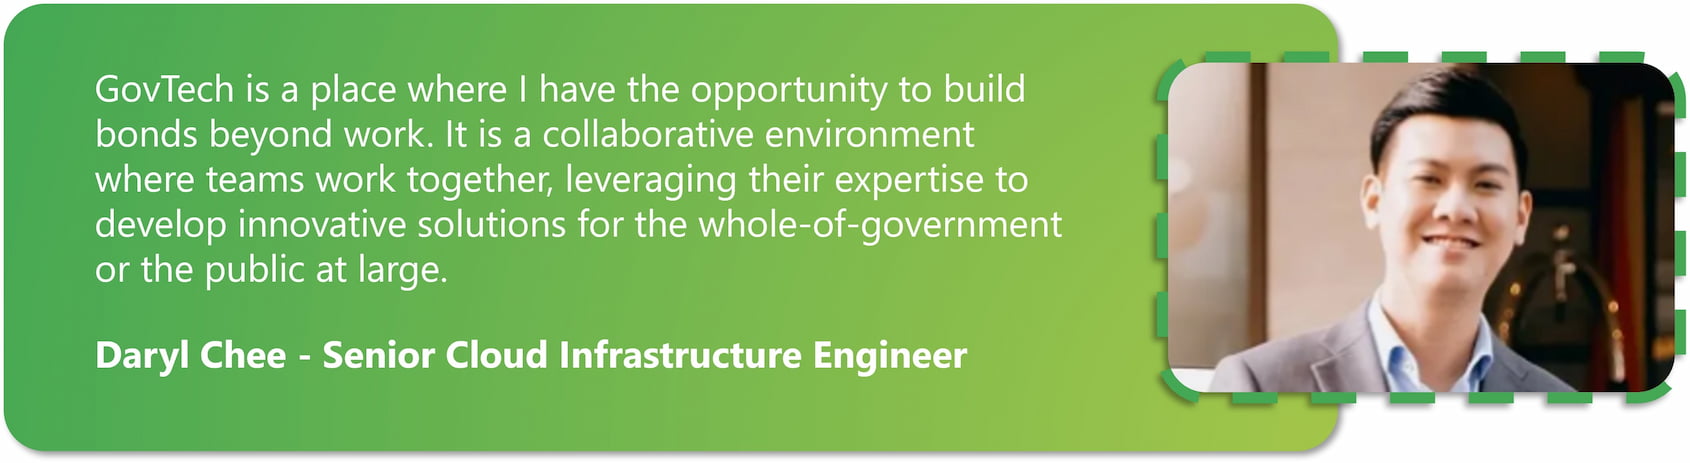 GovTech is a place where I have the opportunity to build
bonds beyond work. It is a collaborative environment
where teams work together, leveraging their expertise to
develop innovative solutions for the whole-of-government
or the public at large.
Daryl Chee - Senior Cloud Infrastructure Engineer